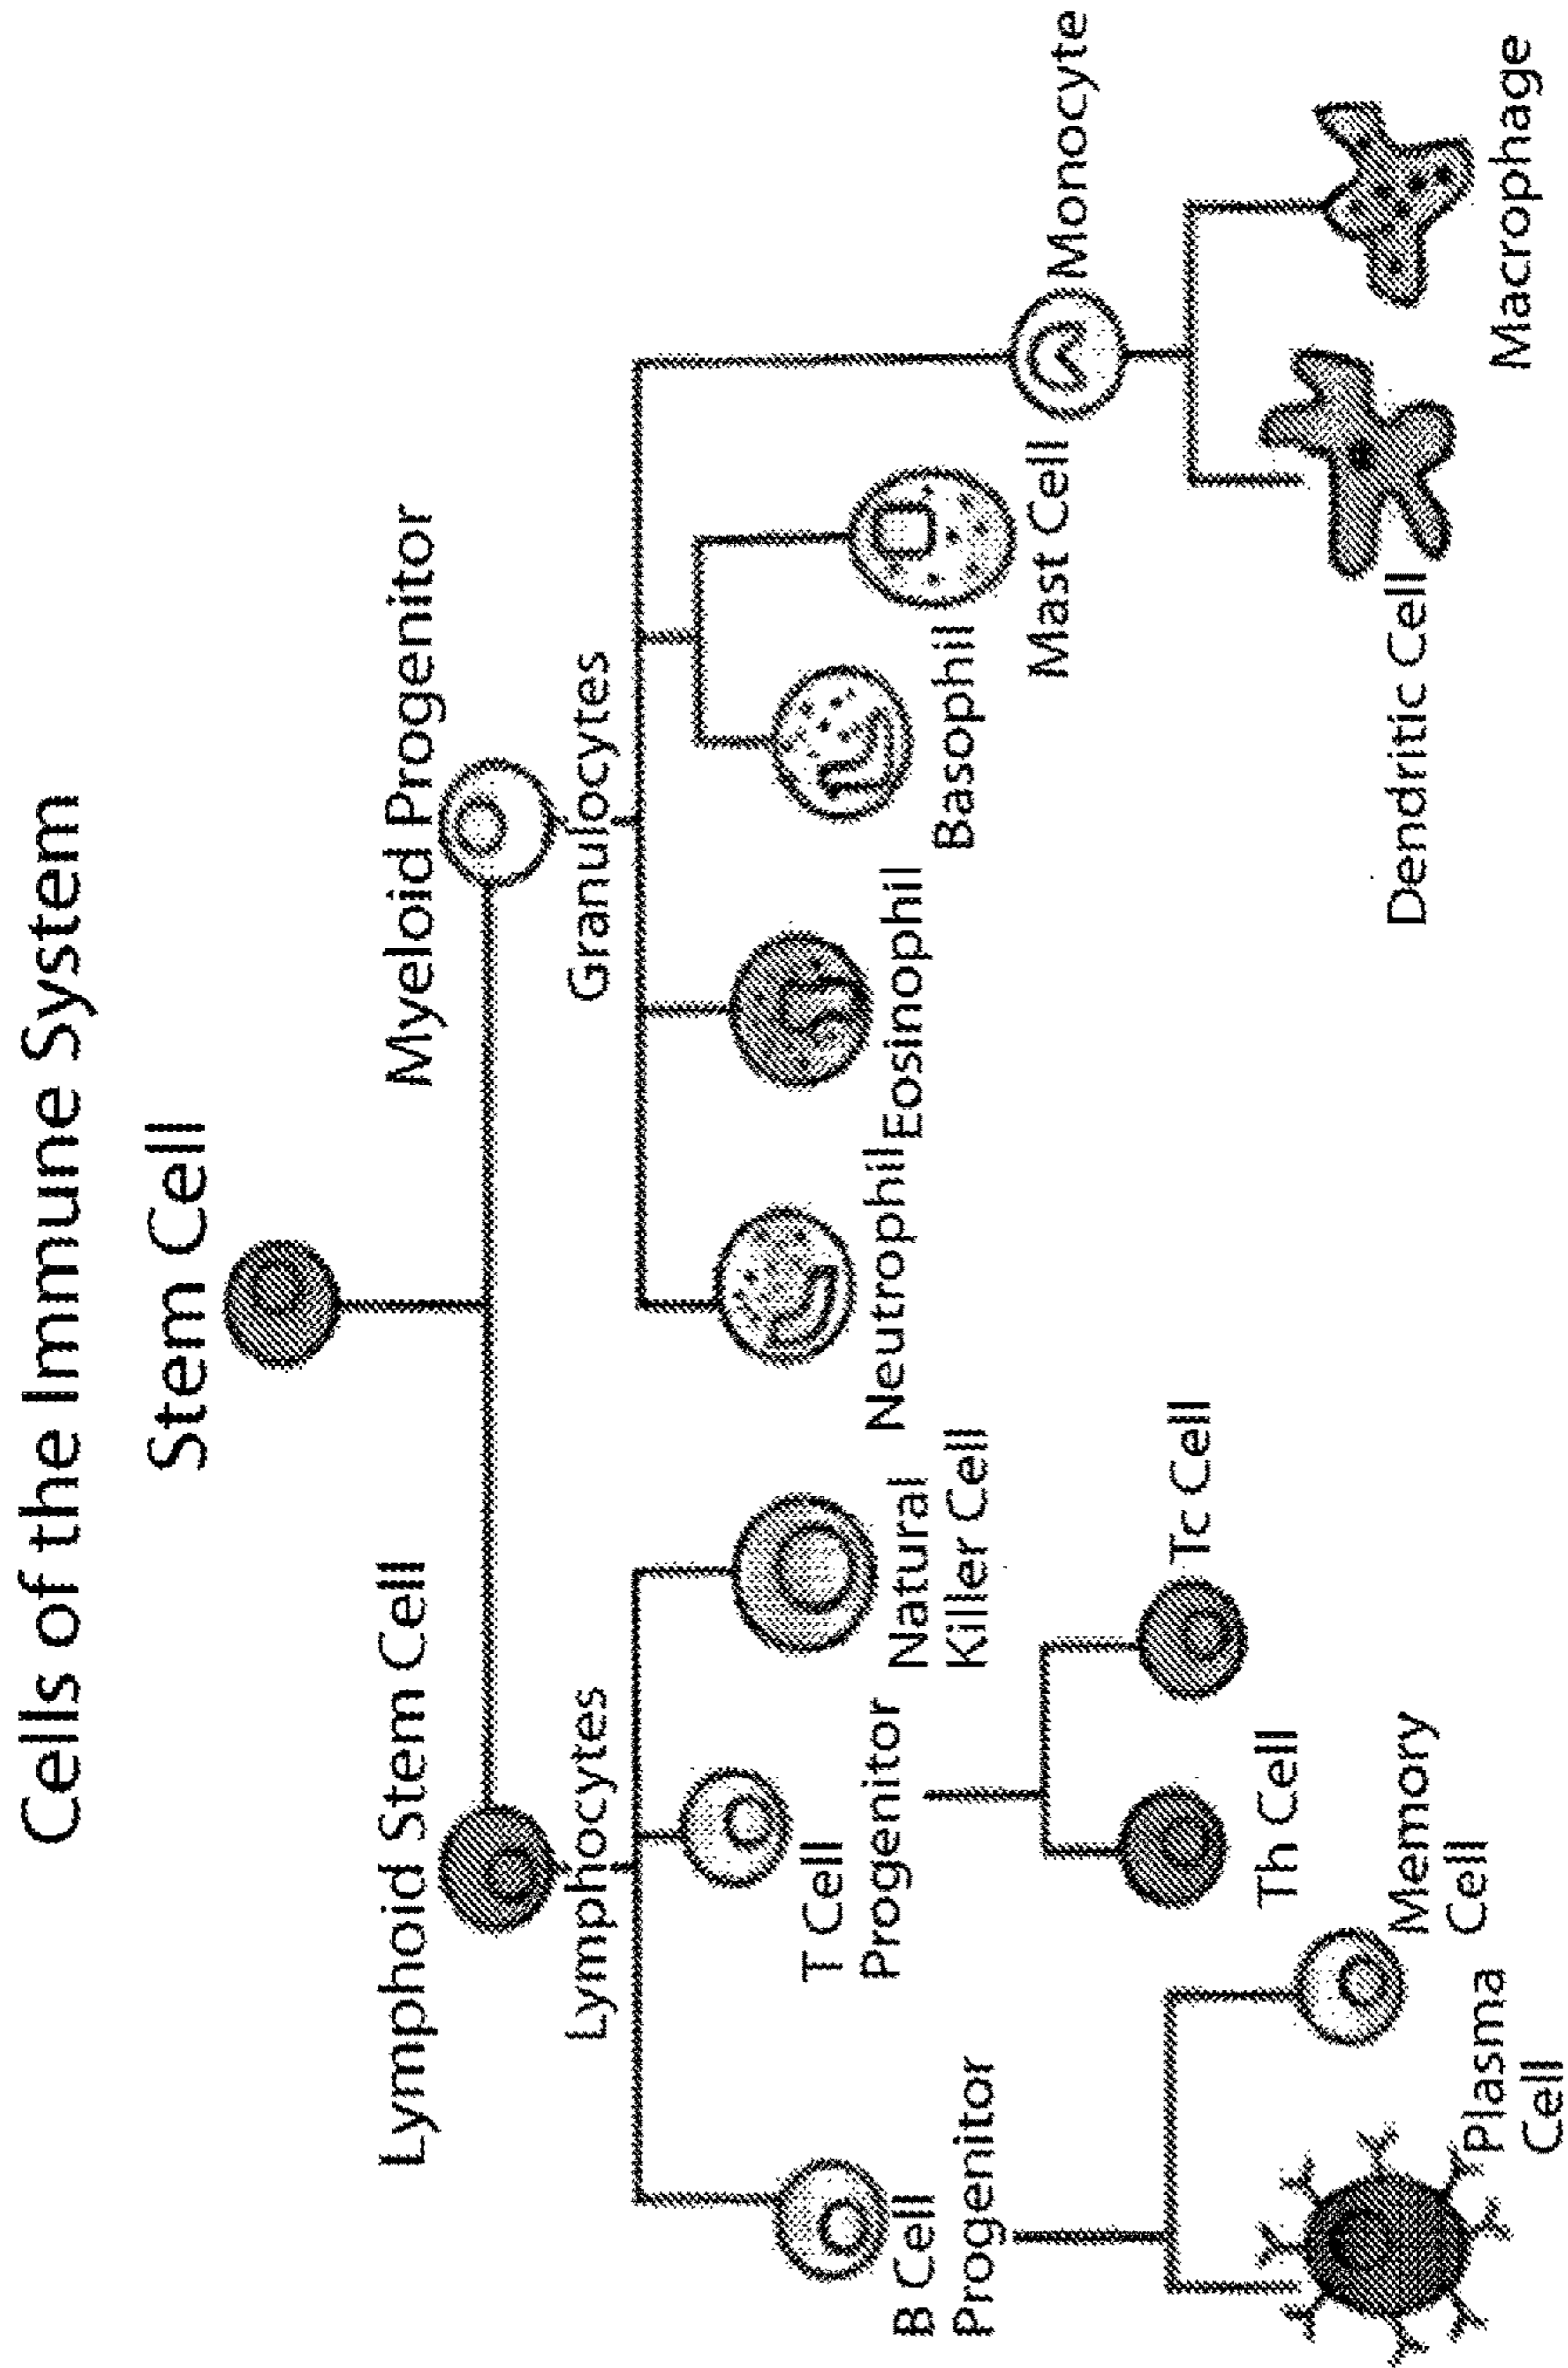 Cells of the Immune System
Stem Cell
Lymphoid Stem Cell
Myeloid Progenitor
Lymphocytes
Granulocytes
B Cell
Progenitor
T Cell
Progenitor
Natural
Killer Cell
Neutrophil
Eosinophil
Basophil
Mast Cell
Monocyte
Th Cell
Tc Cell
Plasma
Cell
Memory
Cell
Dendritic Cell
Macrophage